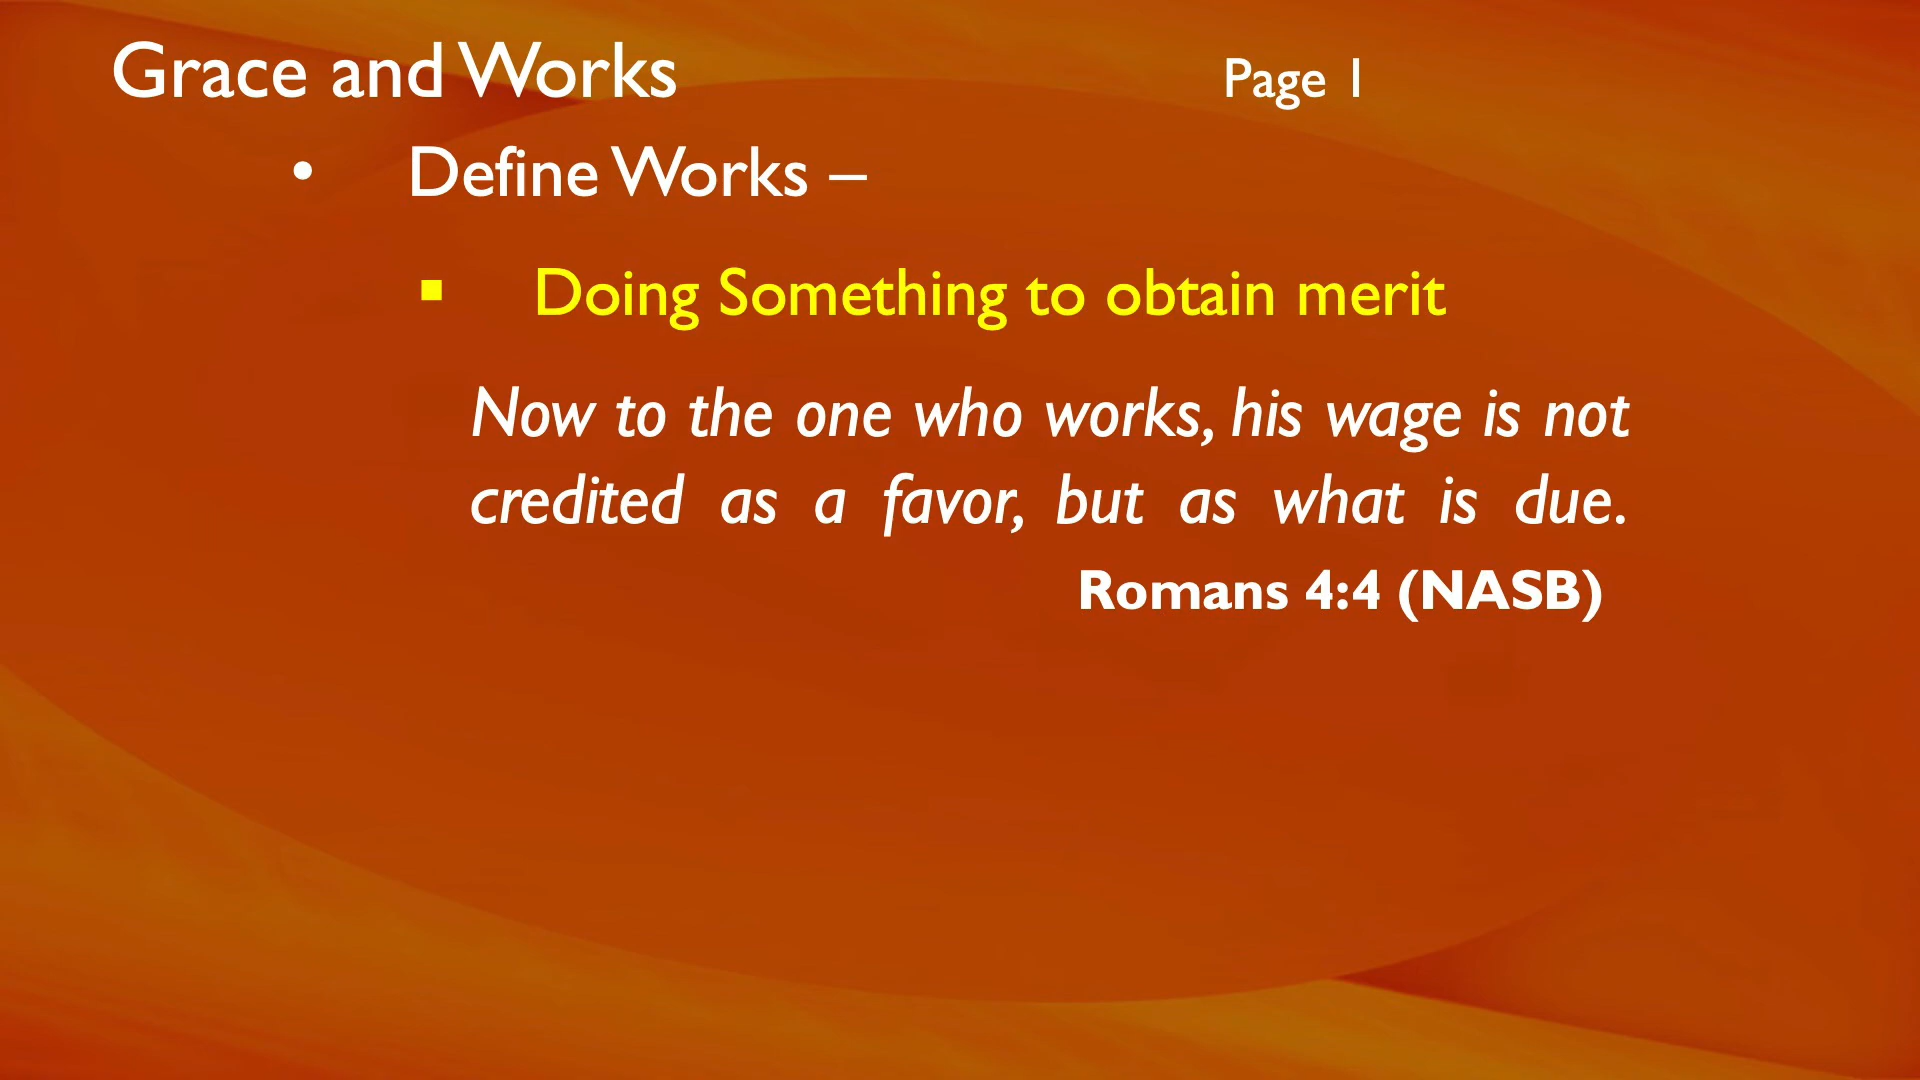 Grace and Works Page 1
• Define Works –
▪ Doing Something to obtain merit
Now to the one who works, his wage is not
credited as a favor, but as what is due.
Romans 4:4 (NASB)